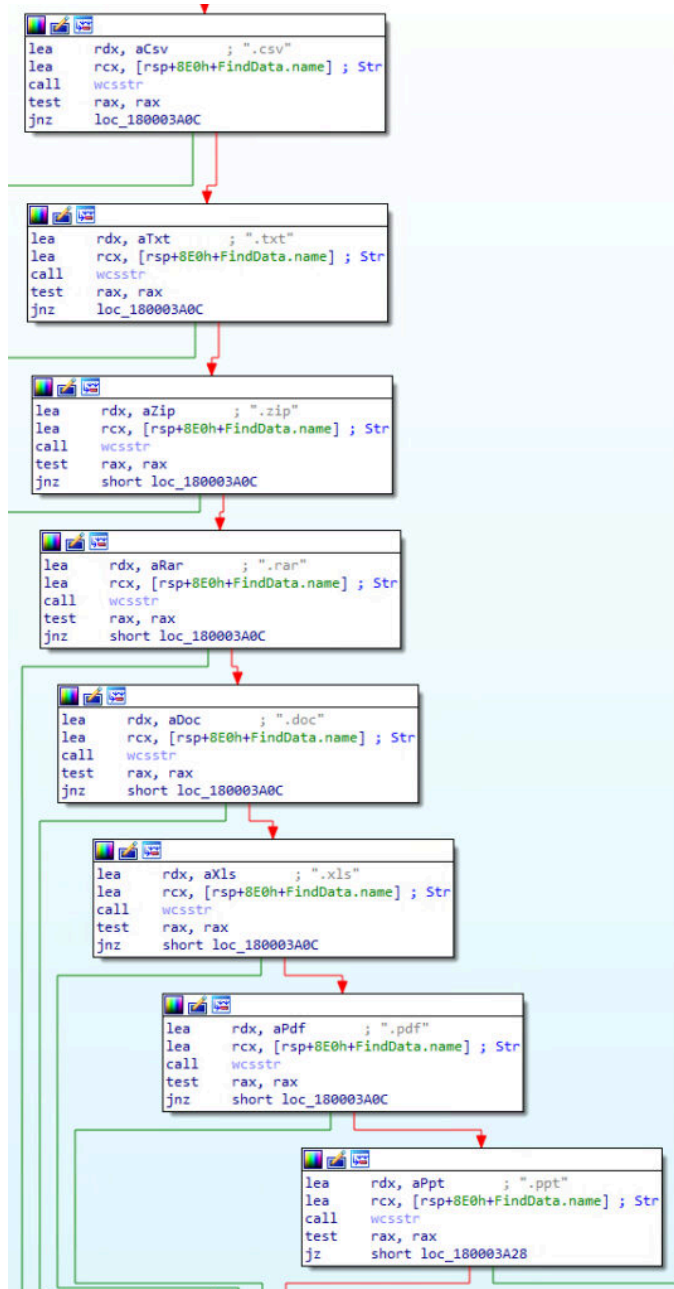 lea rdx, aCsv ; ".csv"
lea rcx, [rsp+8E0h+FindData.name] ; Str
call wcsstr
test rax, rax
jnz loc_180003A0C
lea rdx, aTxt ; ".txt"
lea rcx, [rsp+8E0h+FindData.name] ; Str
call wcsstr
test rax, rax
jnz loc_180003A0C
lea rdx, aZip ; ".zip"
lea rcx, [rsp+8E0h+FindData.name] ; Str
call wcsstr
test rax, rax
jnz short loc_180003A0C
lea rdx, aRar ; ".rar"
lea rcx, [rsp+8E0h+FindData.name] ; Str
call wcsstr
test rax, rax
jnz short loc_180003A0C
lea rdx, aDoc ; ".doc"
lea rcx, [rsp+8E0h+FindData.name] ; Str
call wcsstr
test rax, rax
jnz short loc_180003A0C
lea rdx, aXls ; ".xls"
lea rcx, [rsp+8E0h+FindData.name] ; Str
call wcsstr
test rax, rax
jnz short loc_180003A0C
lea rdx, aPdf ; ".pdf"
lea rcx, [rsp+8E0h+FindData.name] ; Str
call wcsstr
test rax, rax
jnz short loc_180003A0C
lea rdx, aPpt ; ".ppt"
lea rcx, [rsp+8E0h+FindData.name] ; Str
call wcsstr
test rax, rax
jz short loc_180003A28